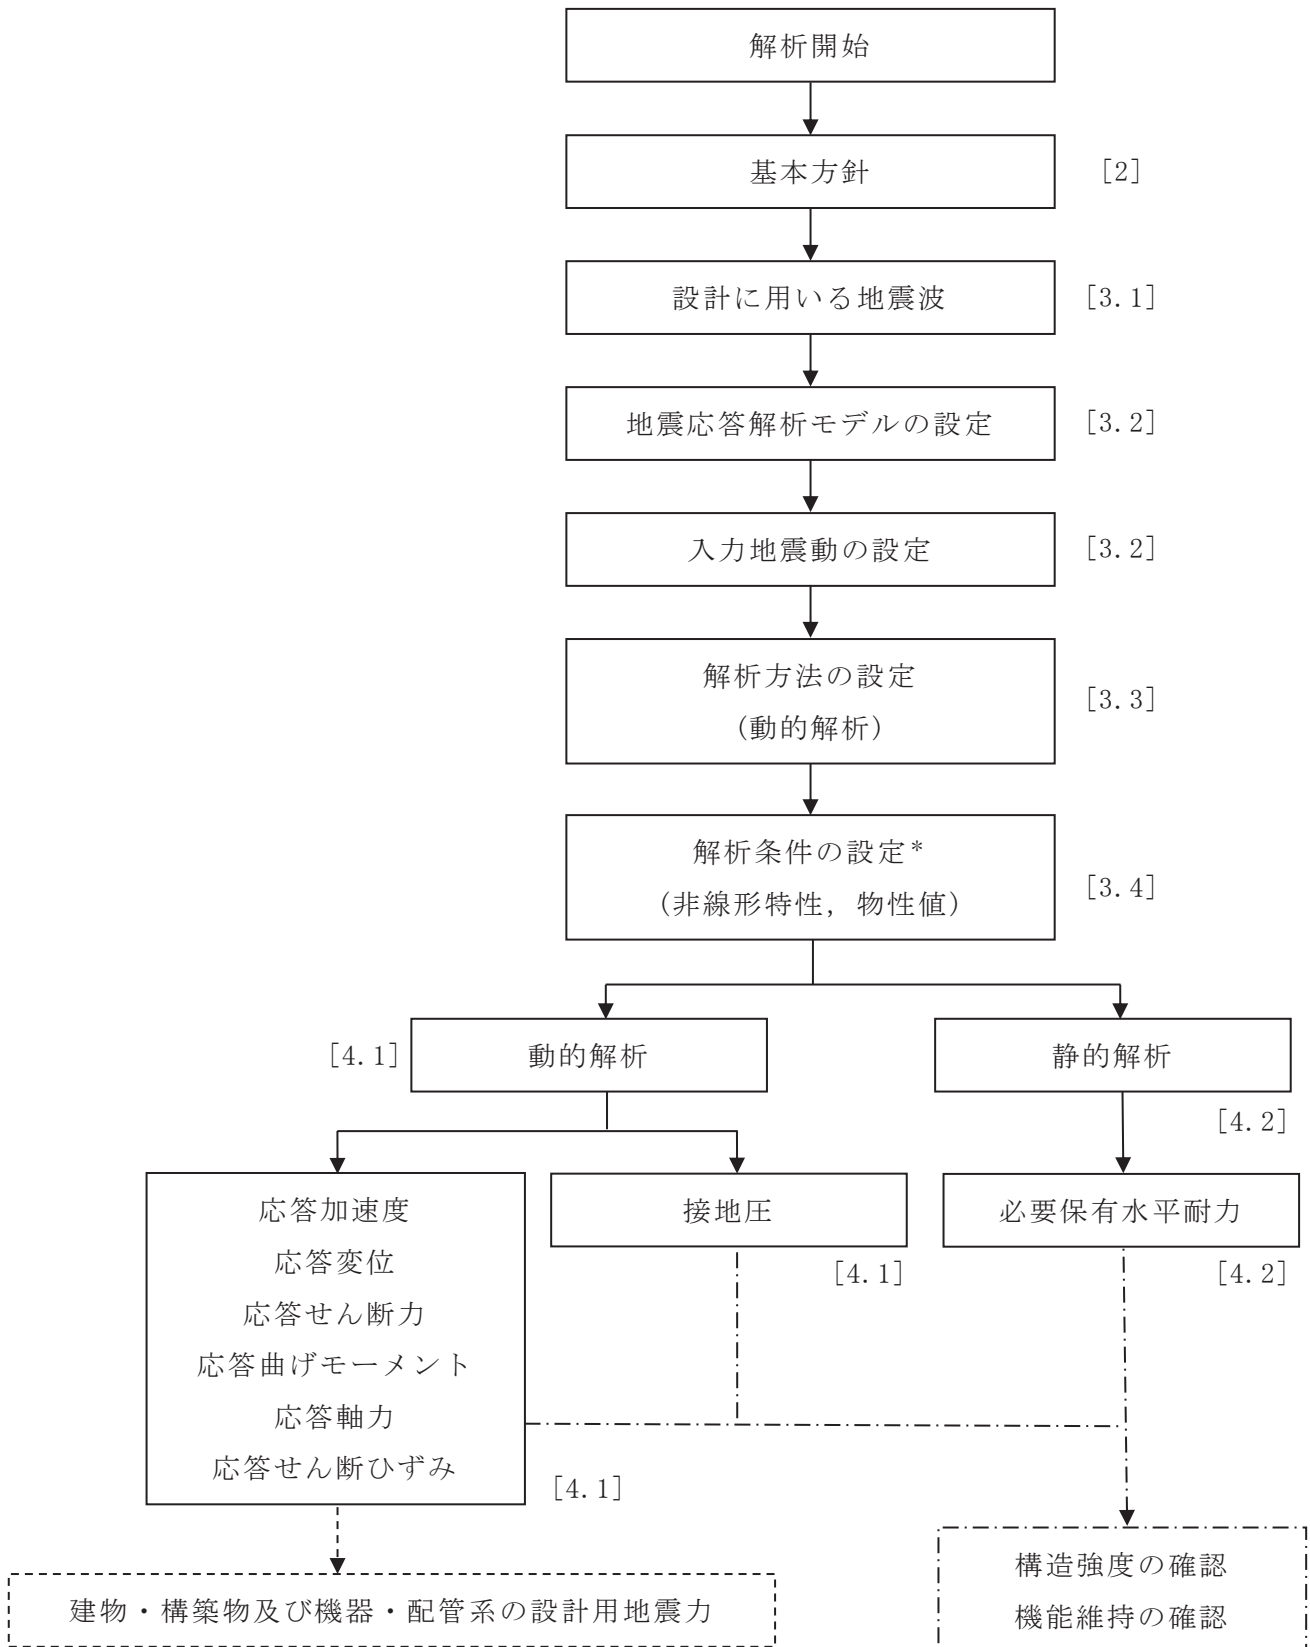 解析開始
基本方針
[2]
設計に用いる地震波
[3.1]
地震応答解析モデルの設定
[3.2]
入力地震動の設定
[3.2]
解析方法の設定
(動的解析)
[3.3]
解析条件の設定*
(非線形特性，物性値)
[3.4]
[4.1]
動的解析
静的解析
[4.2]
応答加速度
応答変位
応答せん断力
応答曲げモーメント
応答軸力
応答せん断ひずみ
[4.1]
接地圧
[4.1]
必要保有水平耐力
[4.2]
建物・構築物及び機器・配管系の設計用地震力
構造強度の確認
機能維持の確認